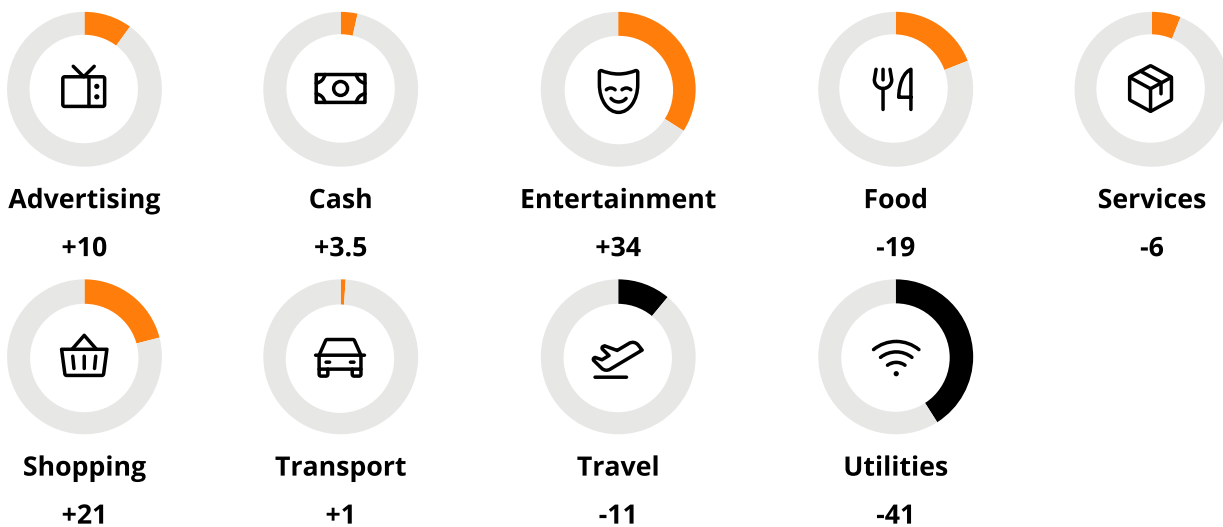 Advertising
Cash
Entertainment
Food
Services
+10
+3.5
+34
-19
-6
Shopping
Transport
Travel
Utilities
+21
+1
-11
-41